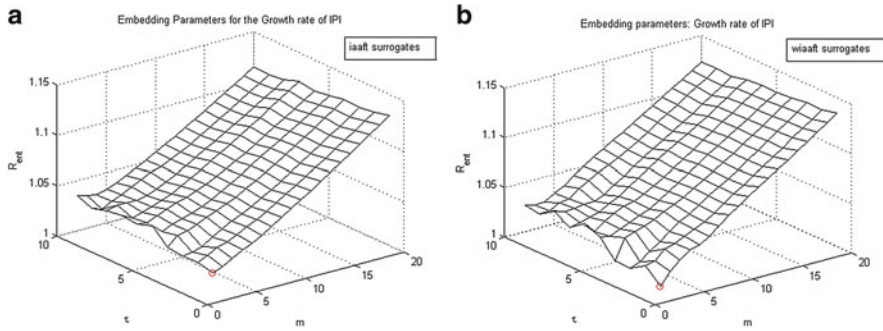 a
Embedding Parameters for the Growth rate of IPI
iaaft surrogates
1.15
1.1
1.05
1
R_ent
10
5
0
τ
0
5
10
15
20
m
b
Embedding parameters: Growth rate of IPI
wiaaft surrogates
1.15
1.1
1.05
1
R_ent
10
5
0
τ
0
5
10
15
20
m